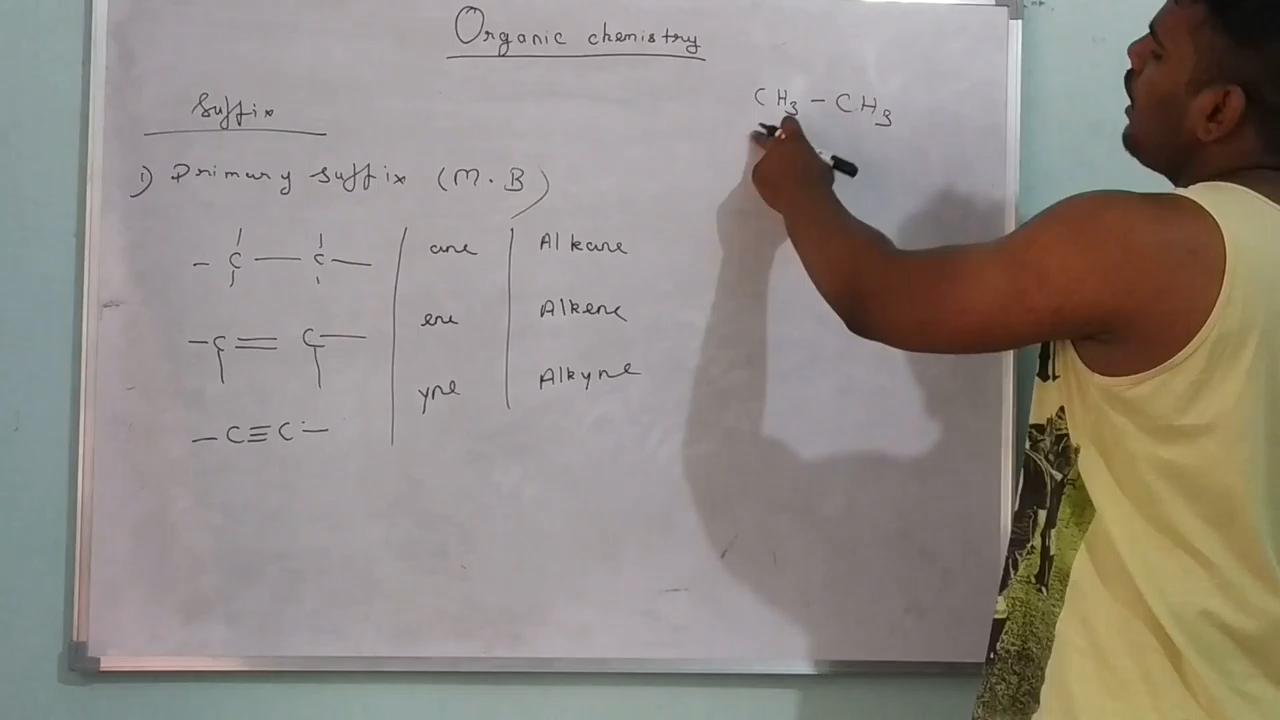 Organic chemistry
Suffix
CH3 - CH3
1) Primary suffix (M.B)
- C — C — ane Alkane
- C = C — ene Alkene
- C ≡ C - yne Alkyne